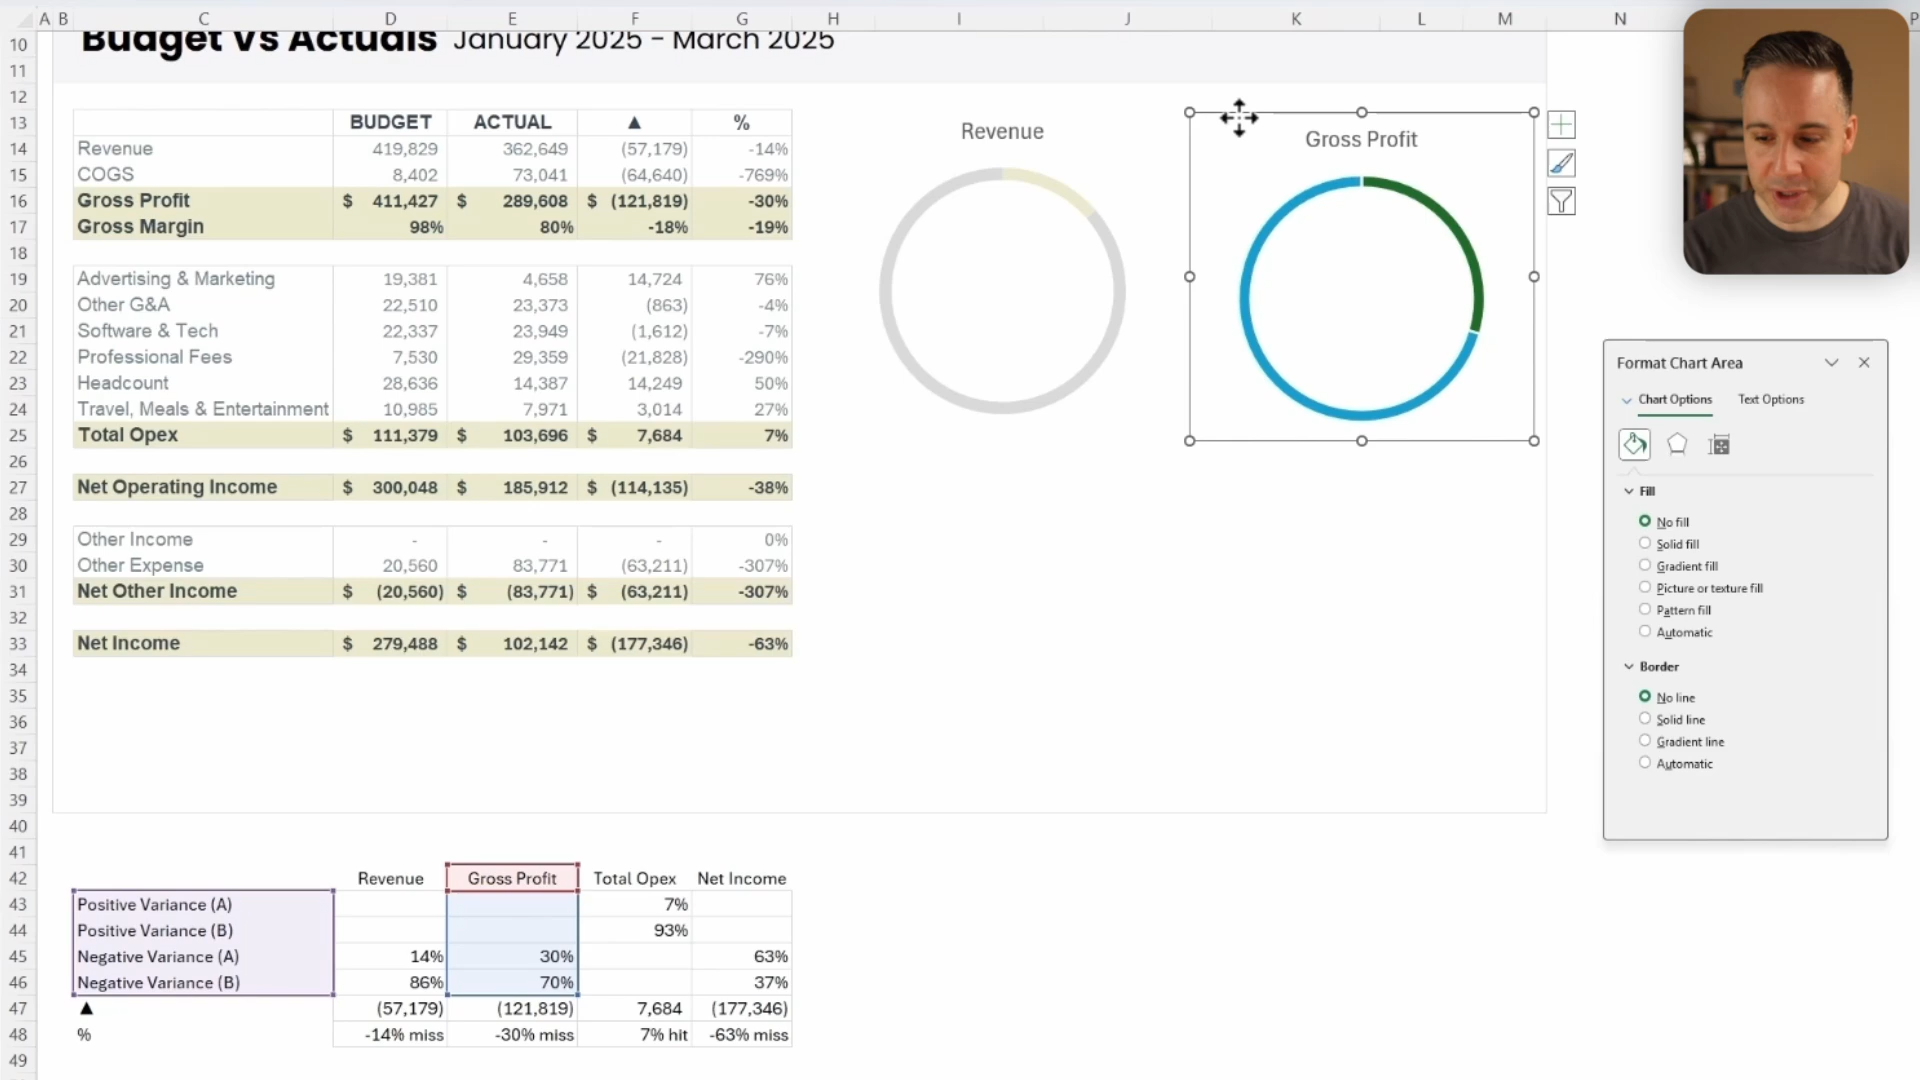 A B C D E F G H I J K L M N P
10 Budget vs Actuals January 2025 - March 2025
11
12
13 BUDGET ACTUAL ▲ %
14 Revenue 419,829 362,649 (57,179) -14%
15 COGS 8,402 73,041 (64,640) -769%
16 Gross Profit $ 411,427 $ 289,608 $ (121,819) -30%
17 Gross Margin 98% 80% -18% -19%
18
19 Advertising & Marketing 19,381 4,658 14,724 76%
20 Other G&A 22,510 23,373 (863) -4%
21 Software & Tech 22,337 23,949 (1,612) -7%
22 Professional Fees 7,530 29,359 (21,828) -290%
23 Headcount 28,636 14,387 14,249 50%
24 Travel, Meals & Entertainment 10,985 7,971 3,014 27%
25 Total Opex $ 111,379 $ 103,696 $ 7,684 7%
26
27 Net Operating Income $ 300,048 $ 185,912 $ (114,135) -38%
28
29 Other Income - - - 0%
30 Other Expense 20,560 83,771 (63,211) -307%
31 Net Other Income $ (20,560) $ (83,771) $ (63,211) -307%
32
33 Net Income $ 279,488 $ 102,142 $ (177,346) -63%
34
35
36
37
38
39
40
41
42 Revenue Gross Profit Total Opex Net Income
43 Positive Variance (A) 7%
44 Positive Variance (B) 93%
45 Negative Variance (A) 14% 30% 63%
46 Negative Variance (B) 86% 70% 37%
47 ▲ (57,179) (121,819) 7,684 (177,346)
48 % -14% miss -30% miss 7% hit -63% miss
49
Revenue
Gross Profit
Format Chart Area
Chart Options Text Options
Fill
No fill
Solid fill
Gradient fill
Picture or texture fill
Pattern fill
Automatic
Border
No line
Solid line
Gradient line
Automatic